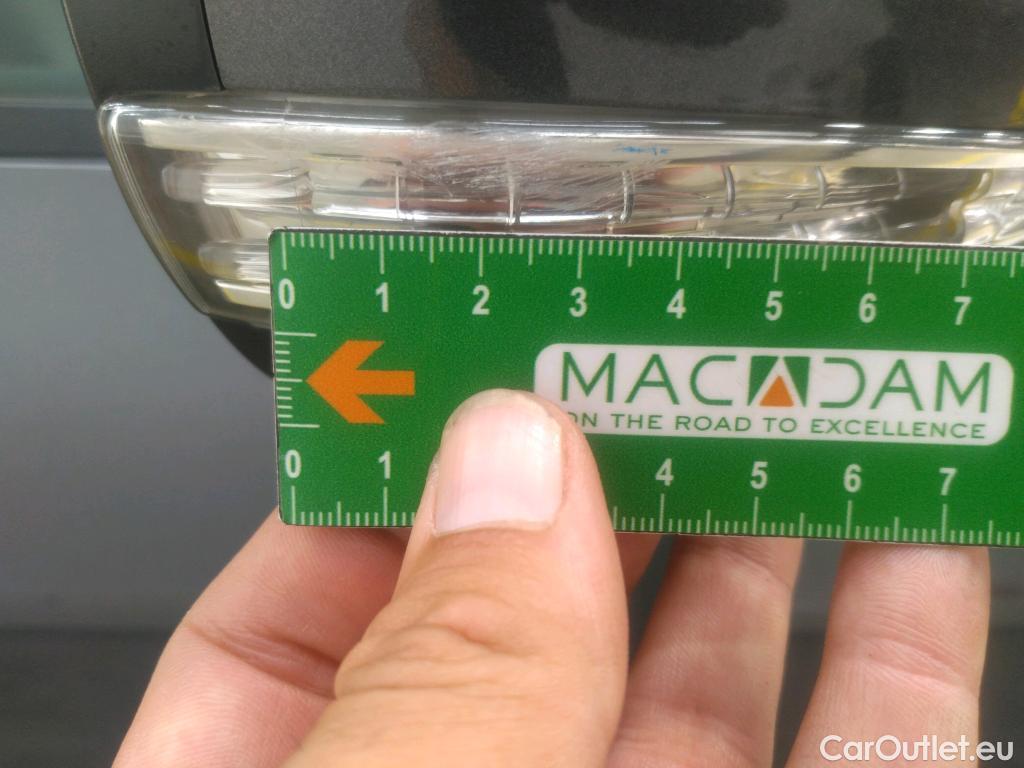 0 1 2 3 4 5 6 7
MACADAM
ON THE ROAD TO EXCELLENCE
0 1 4 5 6 7
CarOutlet.eu